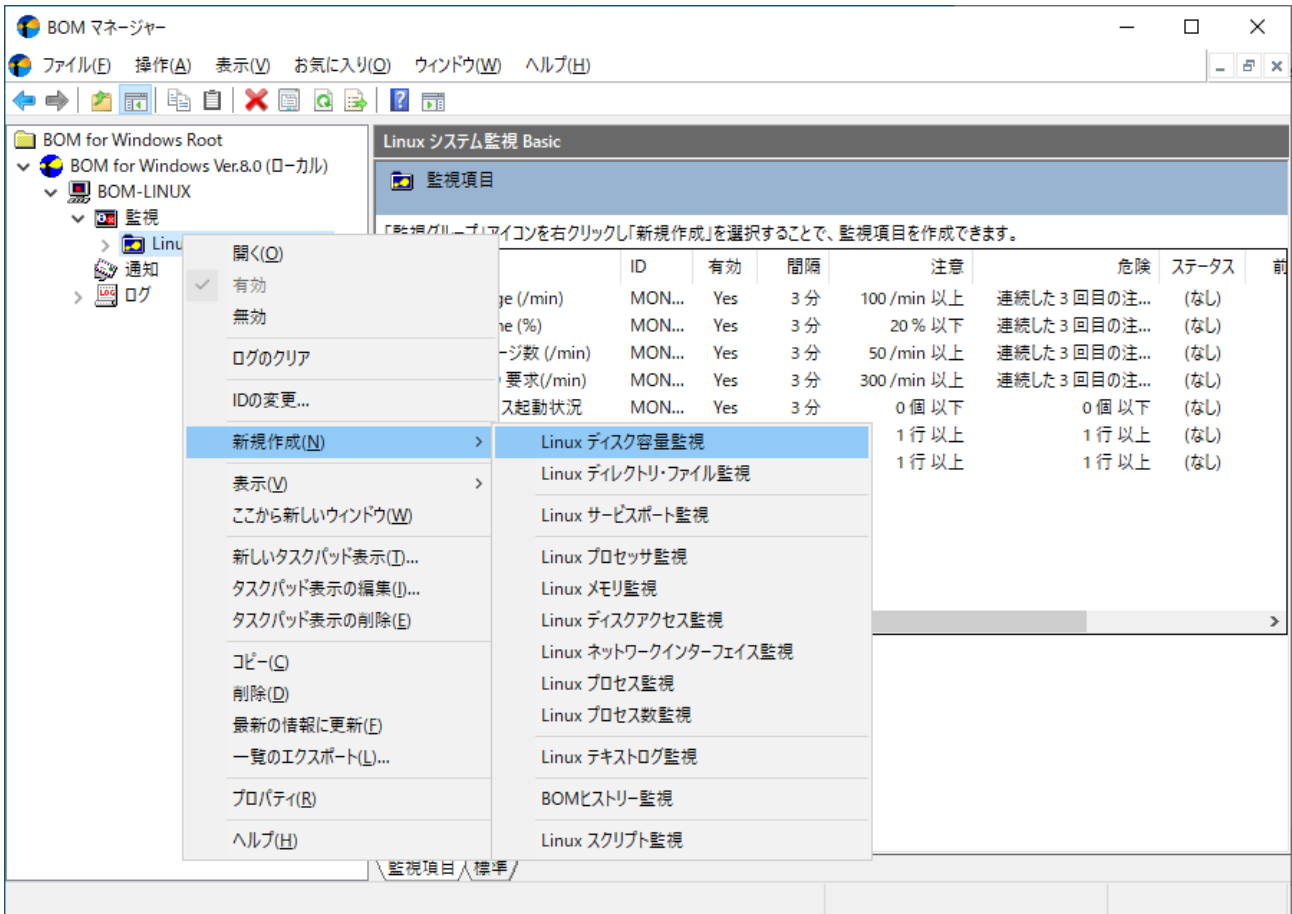 BOM マネージャー
ファイル(F) 操作(A) 表示(V) お気に入り(O) ウィンドウ(W) ヘルプ(H)
BOM for Windows Root
BOM for Windows Ver.8.0 (ローカル)
BOM-LINUX
監視
Linu
通知
ログ
Linux システム監視 Basic
監視項目
「監視グループ」アイコンを右クリックし「新規作成」を選択することで、監視項目を作成できます。
ID 有効 間隔 注意 危険 ステータス 前
ge (/min) MON... Yes 3 分 100 /min 以上 連続した 3 回目の注... (なし)
ne (%) MON... Yes 3 分 20 % 以下 連続した 3 回目の注... (なし)
ージ数 (/min) MON... Yes 3 分 50 /min 以上 連続した 3 回目の注... (なし)
要求(/min) MON... Yes 3 分 300 /min 以上 連続した 3 回目の注... (なし)
ス起動状況 MON... Yes 3 分 0 個 以下 0 個 以下 (なし)
1 行 以上 1 行 以上 (なし)
1 行 以上 1 行 以上 (なし)
開く(O)
有効
無効
ログのクリア
IDの変更...
新規作成(N)
表示(V)
ここから新しいウィンドウ(W)
新しいタスクパッド表示(T)...
タスクパッド表示の編集(I)...
タスクパッド表示の削除(E)
コピー(C)
削除(D)
最新の情報に更新(F)
一覧のエクスポート(L)...
プロパティ(R)
ヘルプ(H)
Linux ディスク容量監視
Linux ディレクトリ・ファイル監視
Linux サービスポート監視
Linux プロセッサ監視
Linux メモリ監視
Linux ディスクアクセス監視
Linux ネットワークインターフェイス監視
Linux プロセス監視
Linux プロセス数監視
Linux テキストログ監視
BOMヒストリー監視
Linux スクリプト監視
監視項目 標準